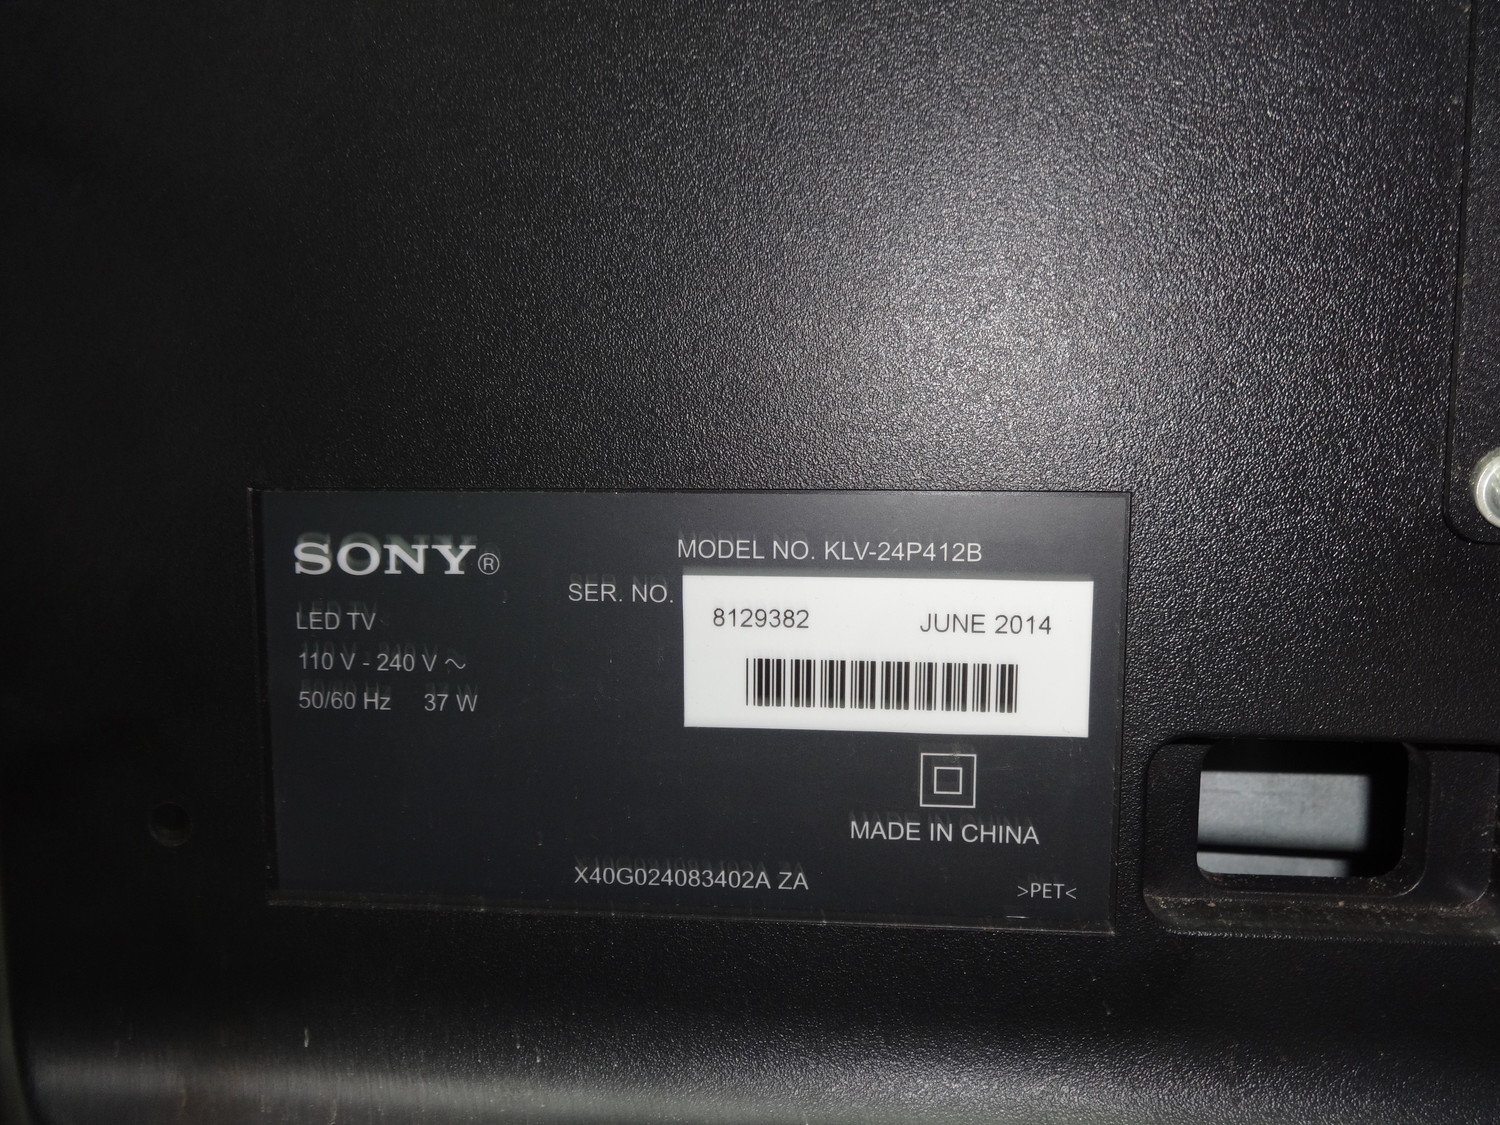 SONY®
LED TV
110 V - 240 V ~
50/60 Hz 37 W
MODEL NO. KLV-24P412B
SER. NO.
8129382 JUNE 2014
MADE IN CHINA
X40G024083402A ZA
>PET<